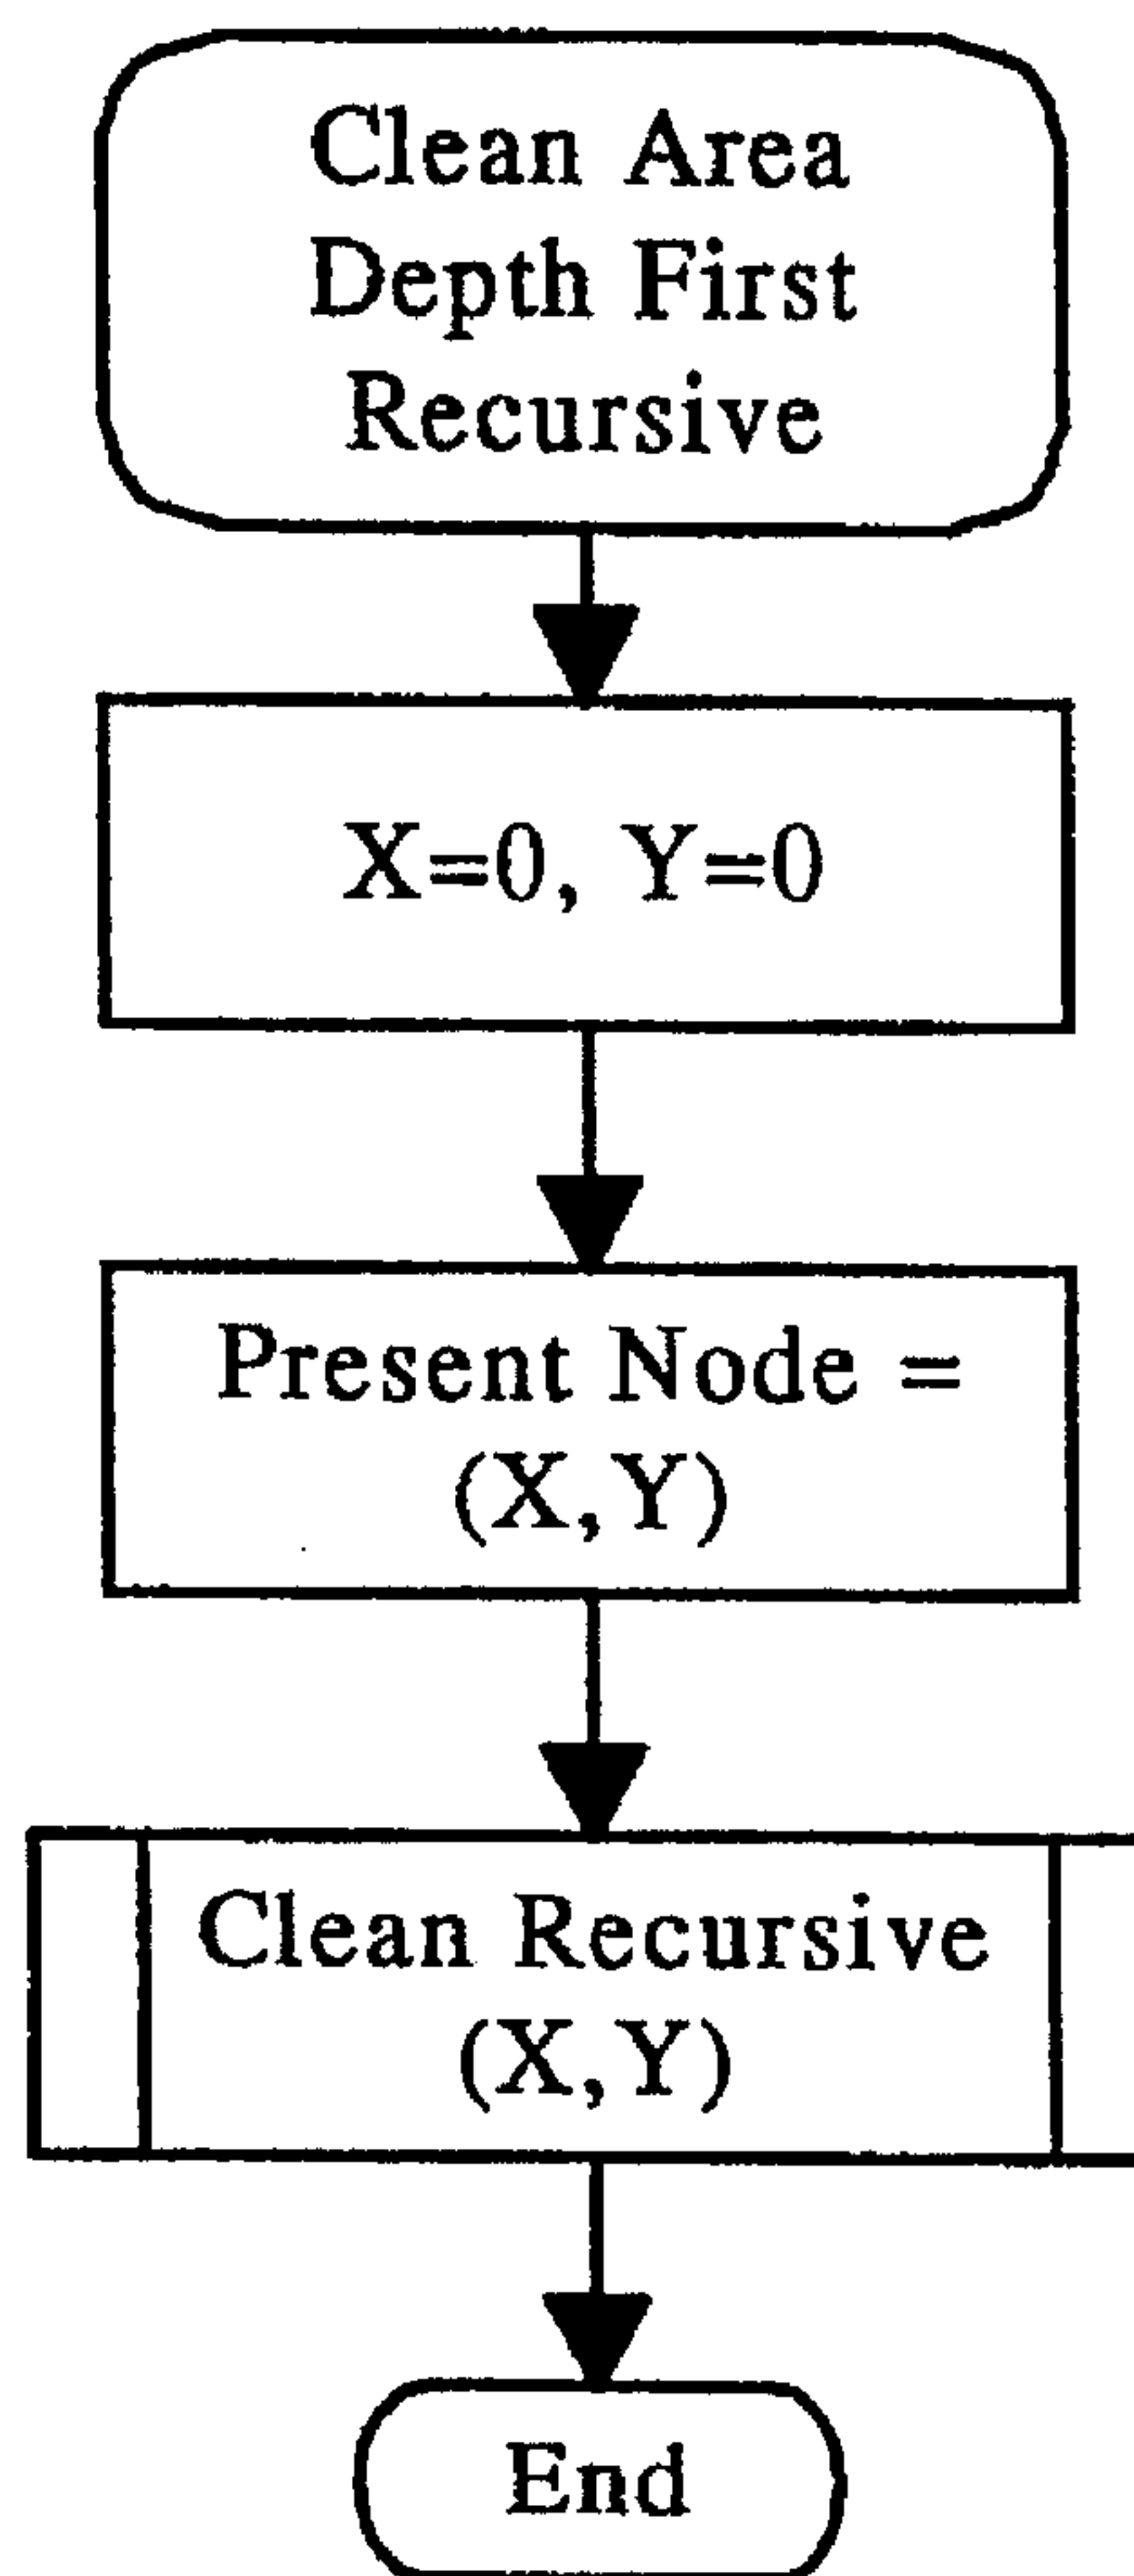 Clean Area
Depth First
Recursive
X=0, Y=0
Present Node =
(X,Y)
Clean Recursive
(X,Y)
End